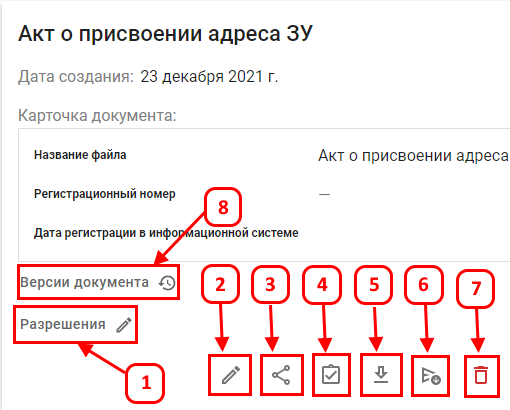 Акт о присвоении адреса ЗУ
Дата создания: 23 декабря 2021 г.
Карточка документа:
Название файла Акт о присвоении адреса
Регистрационный номер —
Дата регистрации в информационной системе
8
Версии документа
2 3 4 5 6 7
Разрешения
1